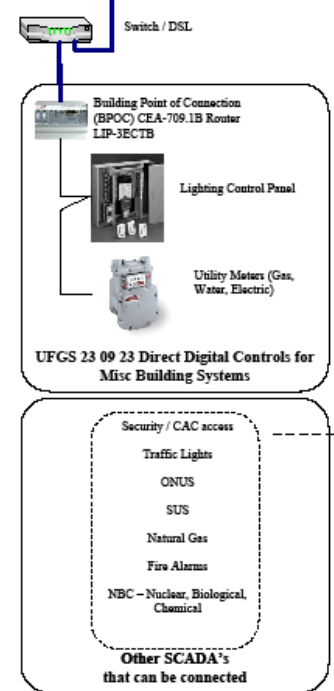 Switch / DSL
Building Point of Connection
(BPOC) CEA-709.1B Router
LIP-3ECTB
Lighting Control Panel
Utility Meters (Gas,
Water, Electric)
UFGS 23 09 23 Direct Digital Controls for
Misc Building Systems
Security / CAC access
Traffic Lights
ONUS
SUS
Natural Gas
Fire Alarms
NBC – Nuclear, Biological,
Chemical
Other SCADA's
that can be connected